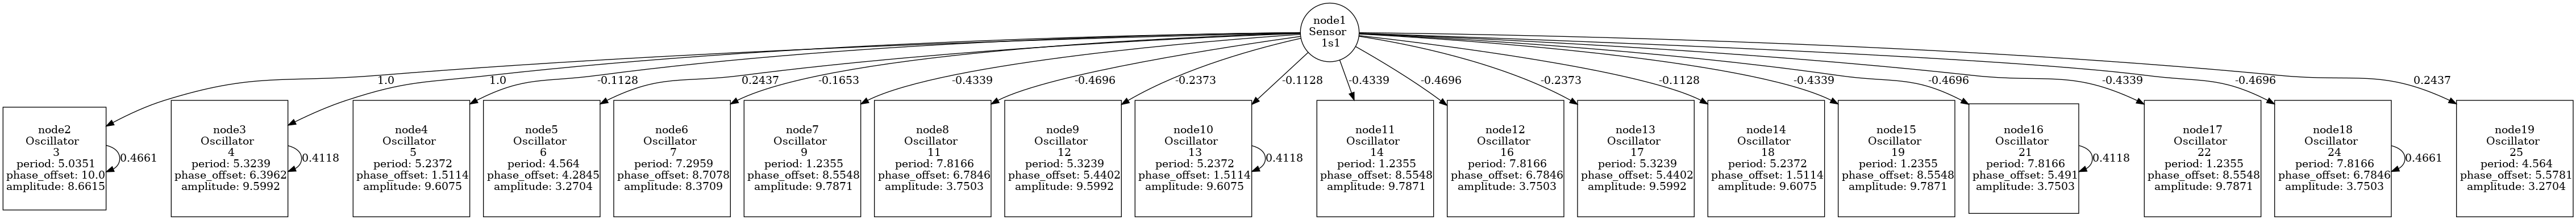 node1
Sensor
1s1
1.0
1.0
-0.1128
0.2437
-0.1653
-0.4339
-0.4696
-0.2373
-0.1128
-0.4339
-0.4696
-0.2373
-0.1128
-0.4339
-0.4696
-0.4339
-0.4696
0.2437
node2
Oscillator
3
period: 5.0351
phase_offset: 10.0
amplitude: 8.6615
0.4661
node3
Oscillator
4
period: 5.3239
phase_offset: 6.3962
amplitude: 9.5992
0.4118
node4
Oscillator
5
period: 5.2372
phase_offset: 1.5114
amplitude: 9.6075
node5
Oscillator
6
period: 4.564
phase_offset: 4.2845
amplitude: 3.2704
node6
Oscillator
7
period: 7.2959
phase_offset: 8.7078
amplitude: 8.3709
node7
Oscillator
9
period: 1.2355
phase_offset: 8.5548
amplitude: 9.7871
node8
Oscillator
11
period: 7.8166
phase_offset: 6.7846
amplitude: 3.7503
node9
Oscillator
12
period: 5.3239
phase_offset: 5.4402
amplitude: 9.5992
node10
Oscillator
13
period: 5.2372
phase_offset: 1.5114
amplitude: 9.6075
0.4118
node11
Oscillator
14
period: 1.2355
phase_offset: 8.5548
amplitude: 9.7871
node12
Oscillator
16
period: 7.8166
phase_offset: 6.7846
amplitude: 3.7503
node13
Oscillator
17
period: 5.3239
phase_offset: 5.4402
amplitude: 9.5992
node14
Oscillator
18
period: 5.2372
phase_offset: 1.5114
amplitude: 9.6075
node15
Oscillator
19
period: 1.2355
phase_offset: 8.5548
amplitude: 9.7871
node16
Oscillator
21
period: 7.8166
phase_offset: 5.491
amplitude: 3.7503
0.4118
node17
Oscillator
22
period: 1.2355
phase_offset: 8.5548
amplitude: 9.7871
node18
Oscillator
24
period: 7.8166
phase_offset: 6.7846
amplitude: 3.7503
0.4661
node19
Oscillator
25
period: 4.564
phase_offset: 5.5781
amplitude: 3.2704